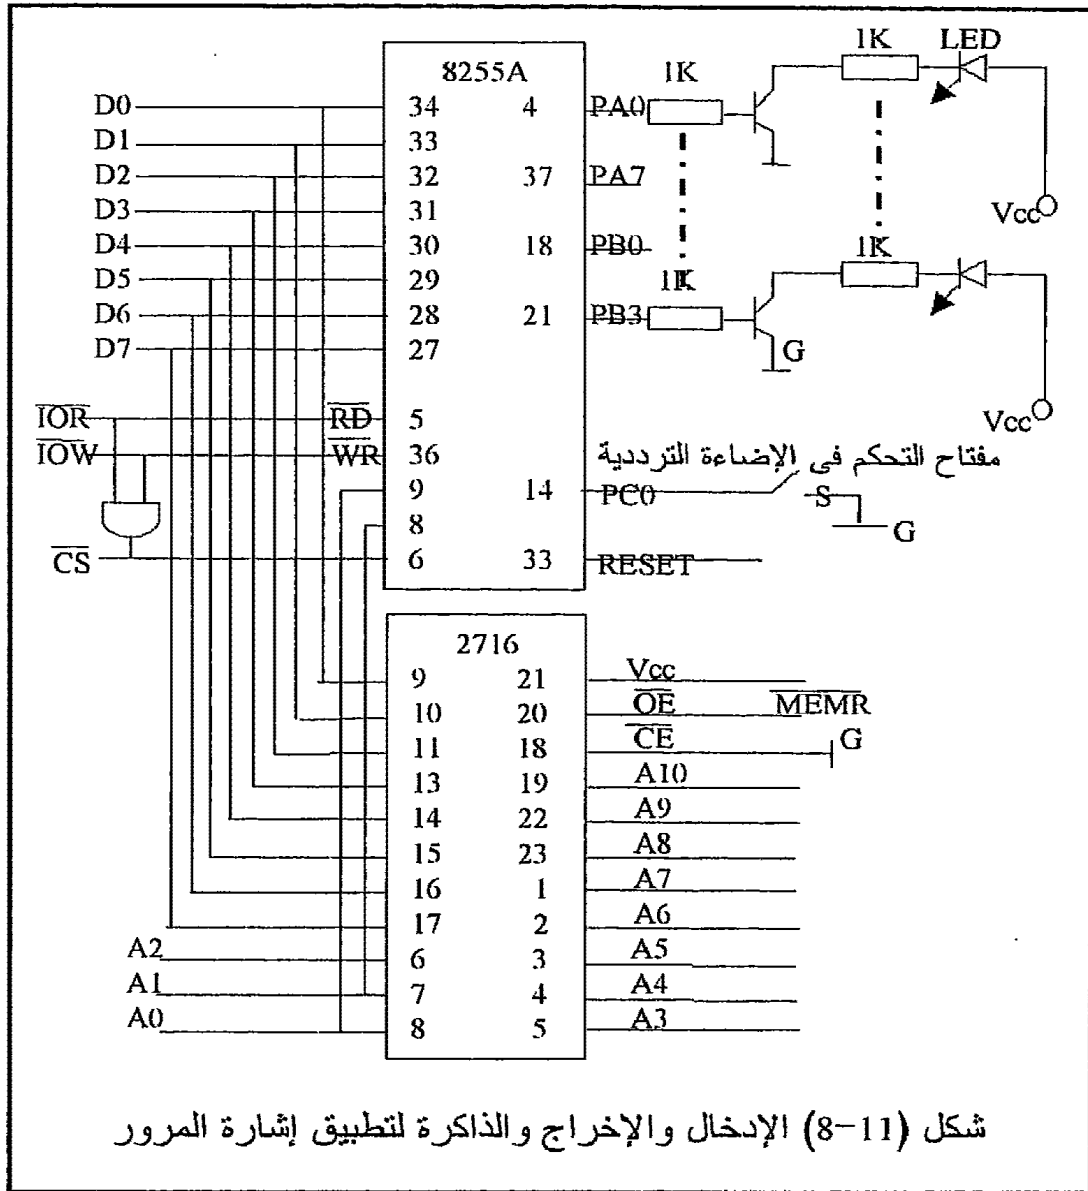 1K LED
8255A 1K
D0 34 4 PA0
D1 33
D2 32 37 PA7
D3 31 Vcc
D4 30 18 PB0
D5 29 1K
D6 28 21 PB3 1K
D7 27 G
IOR RD 5 Vcc
IOW WR 36 مفتاح التحكم فى الإضاءة الترددية
9 14 PC0 S
8 G
CS 6 33 RESET
2716
9 21 Vcc
10 20 OE MEMR
11 18 CE G
13 19 A10
14 22 A9
15 23 A8
16 1 A7
17 2 A6
A2 6 3 A5
A1 7 4 A4
A0 8 5 A3
شكل (11-8) الإدخال والإخراج والذاكرة لتطبيق إشارة المرور